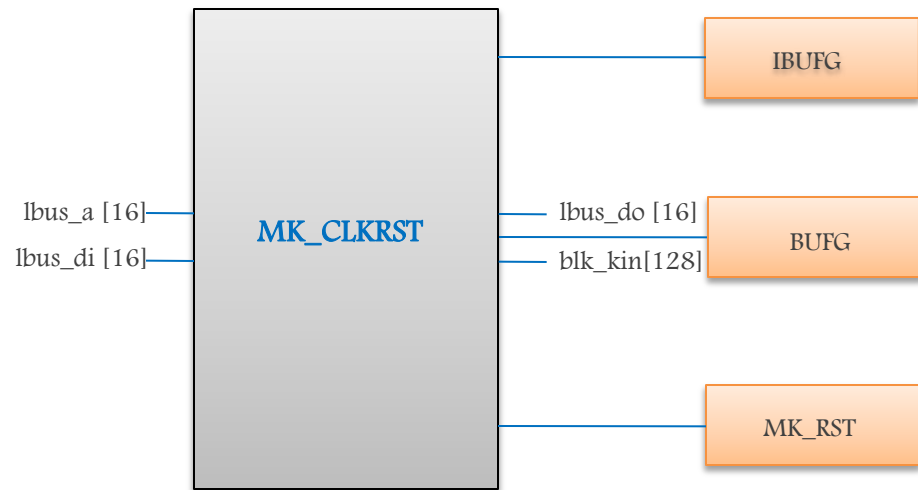 IBUFG
lbus_a [16]
lbus_do [16]
MK_CLKRST
BUFG
lbus_di [16]
blk_kin[128]
MK_RST